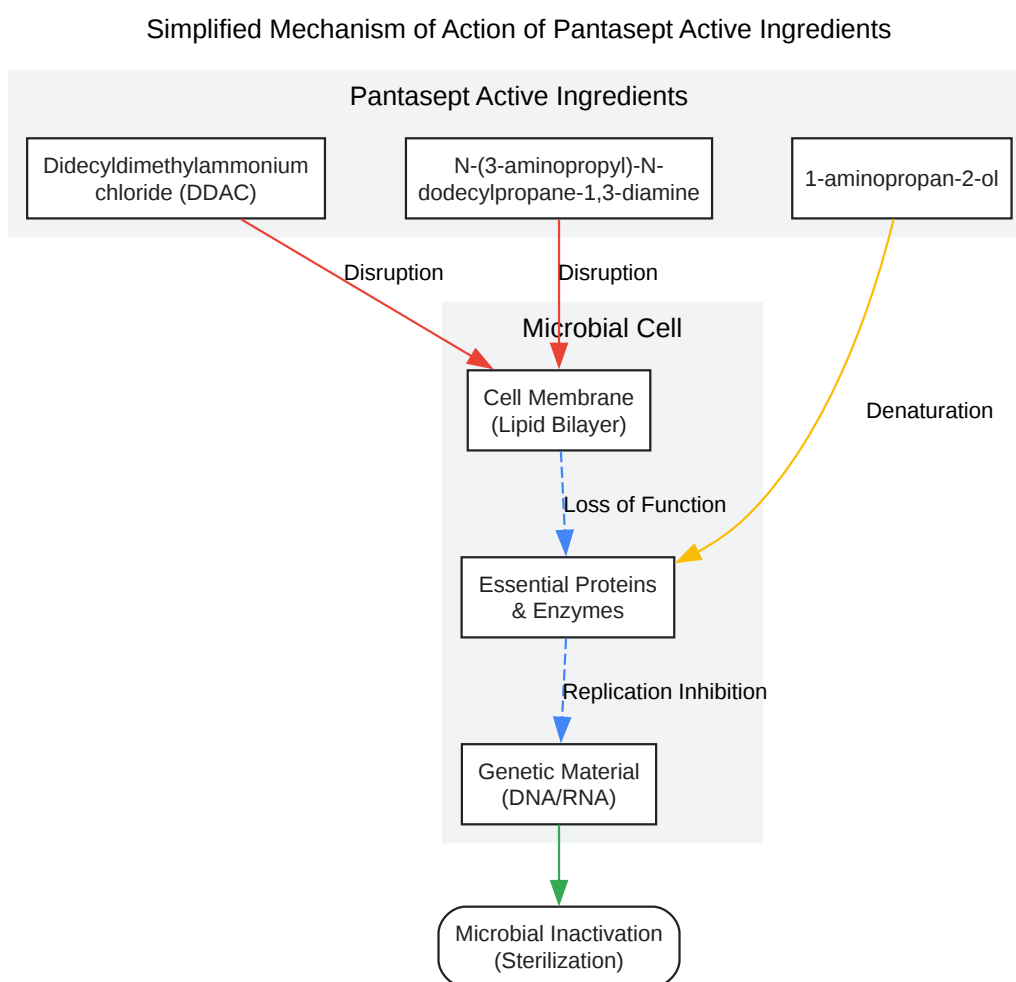 Simplified Mechanism of Action of Pantasept Active Ingredients
Pantasept Active Ingredients
Didecyldimethylammonium
chloride (DDAC)
N-(3-aminopropyl)-N-
dodecylpropane-1,3-diamine
1-aminopropan-2-ol
Disruption
Disruption
Microbial Cell
Cell Membrane
(Lipid Bilayer)
Denaturation
Loss of Function
Essential Proteins
& Enzymes
Replication Inhibition
Genetic Material
(DNA/RNA)
Microbial Inactivation
(Sterilization)